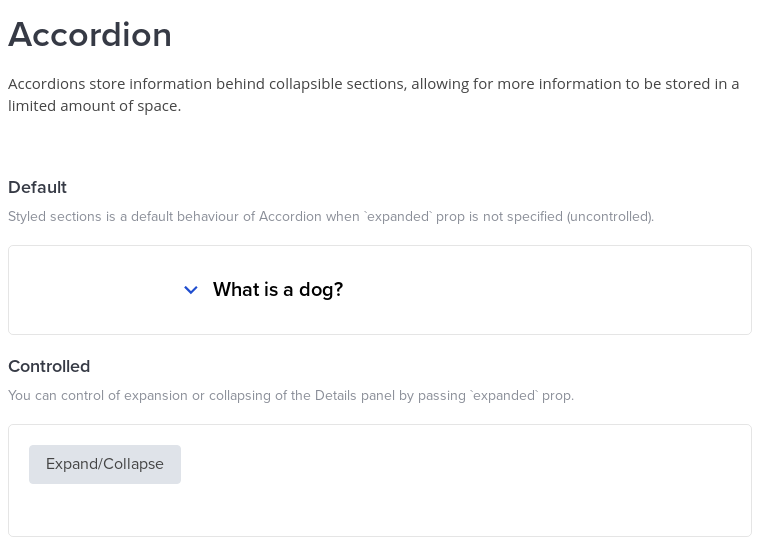 Accordion
Accordions store information behind collapsible sections, allowing for more information to be stored in a
limited amount of space.
Default
Styled sections is a default behaviour of Accordion when `expanded` prop is not specified (uncontrolled).
What is a dog?
Controlled
You can control of expansion or collapsing of the Details panel by passing `expanded` prop.
Expand/Collapse